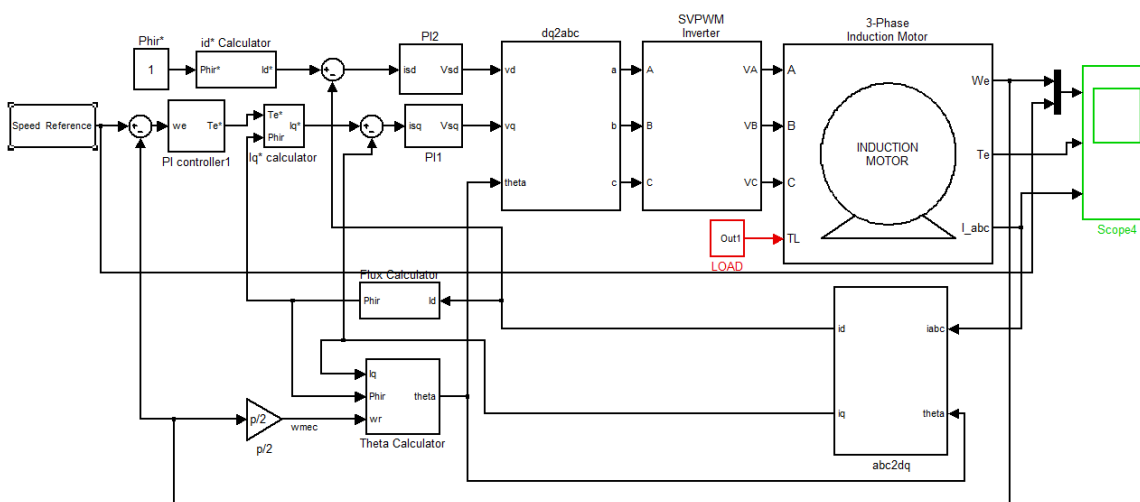 Phir*
1
id* Calculator
Phir*
Id*
PI2
isd
Vsd
dq2abc
vd
vq
theta
a
b
c
SVPWM
Inverter
A
B
C
VA
VB
VC
3-Phase
Induction Motor
A
B
C
TL
INDUCTION
MOTOR
We
Te
I_abc
Scope4
Speed Reference
we
Te*
PI controller1
Te*
Phir
Iq*
Iq* calculator
isq
Vsq
PI1
Out1
LOAD
Flux Calculator
Phir
Id
Iq
Phir
wr
theta
Theta Calculator
p/2
p/2
wmec
id
iq
iabc
theta
abc2dq